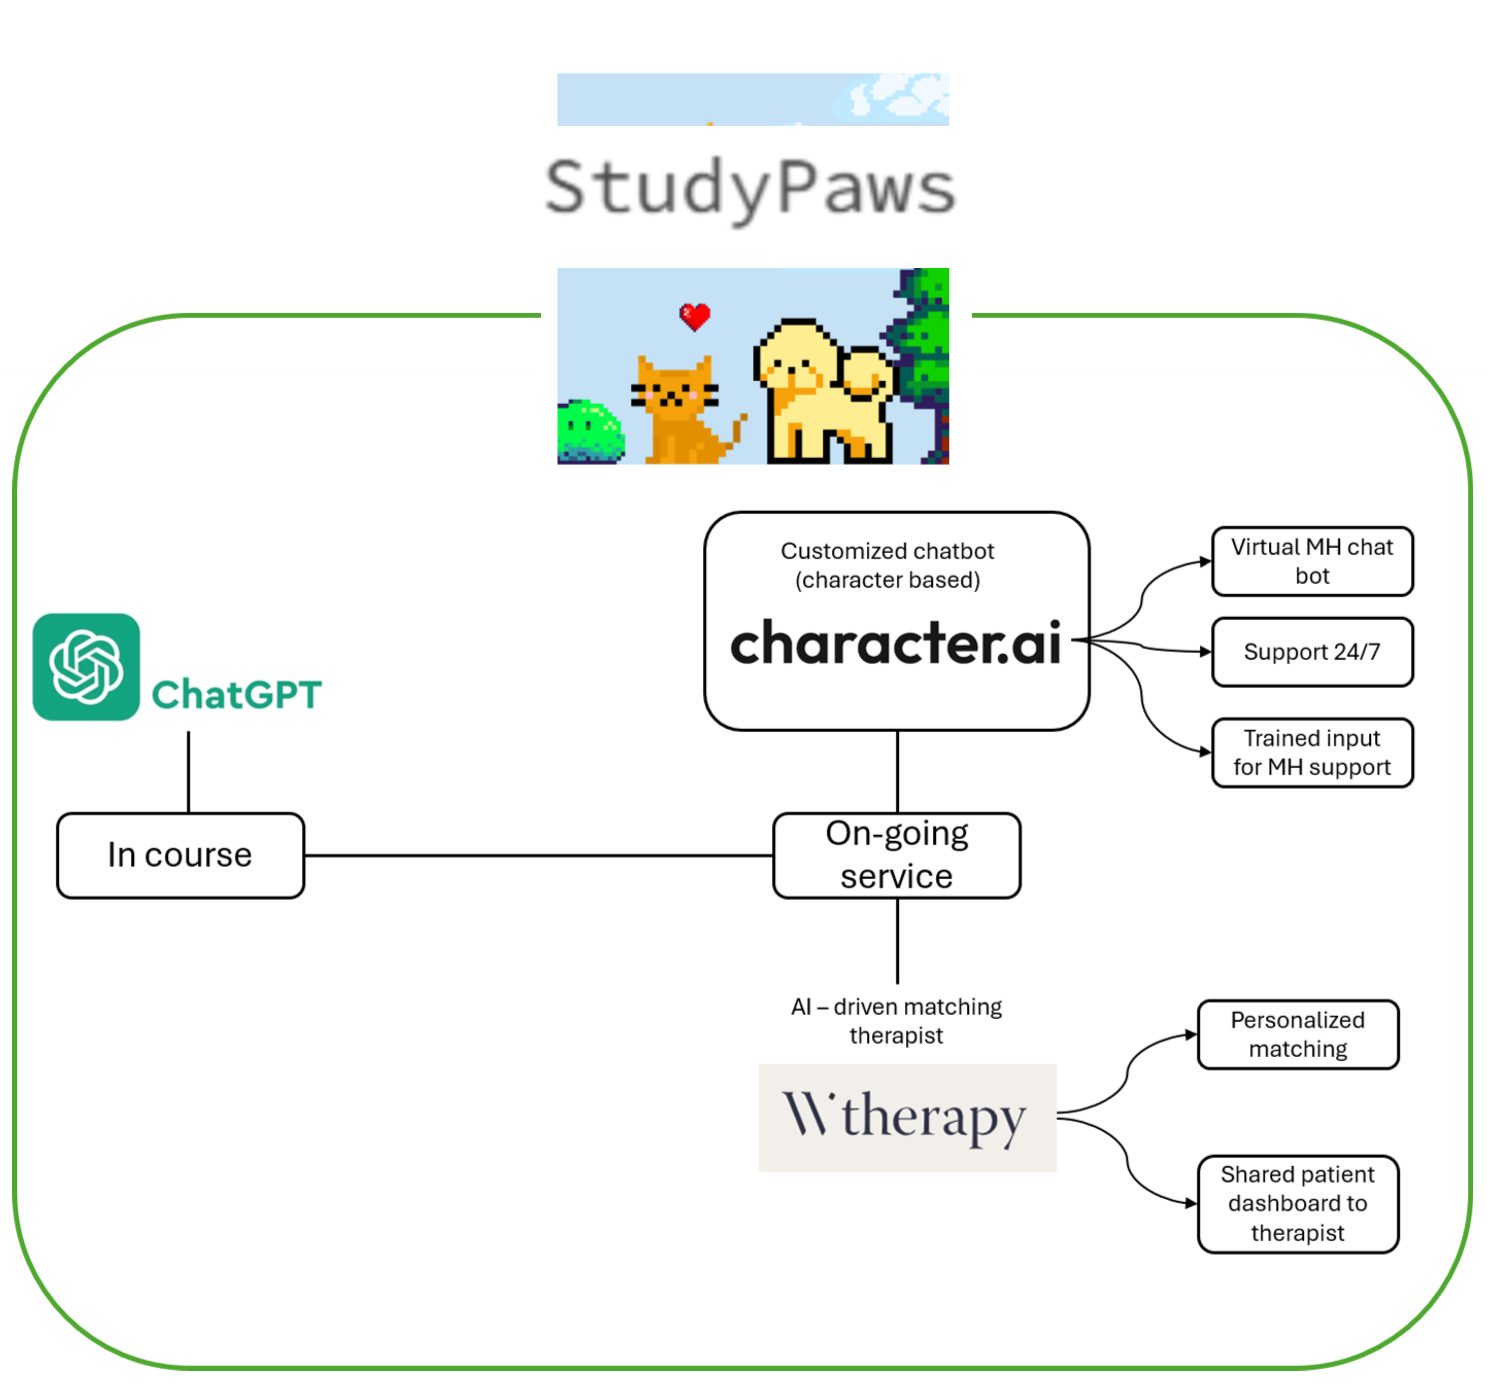 StudyPaws
Customized chatbot
(character based)
character.ai
Virtual MH chat
bot
Support 24/7
Trained input
for MH support
ChatGPT
In course
On-going
service
AI – driven matching
therapist
W·therapy
Personalized
matching
Shared patient
dashboard to
therapist